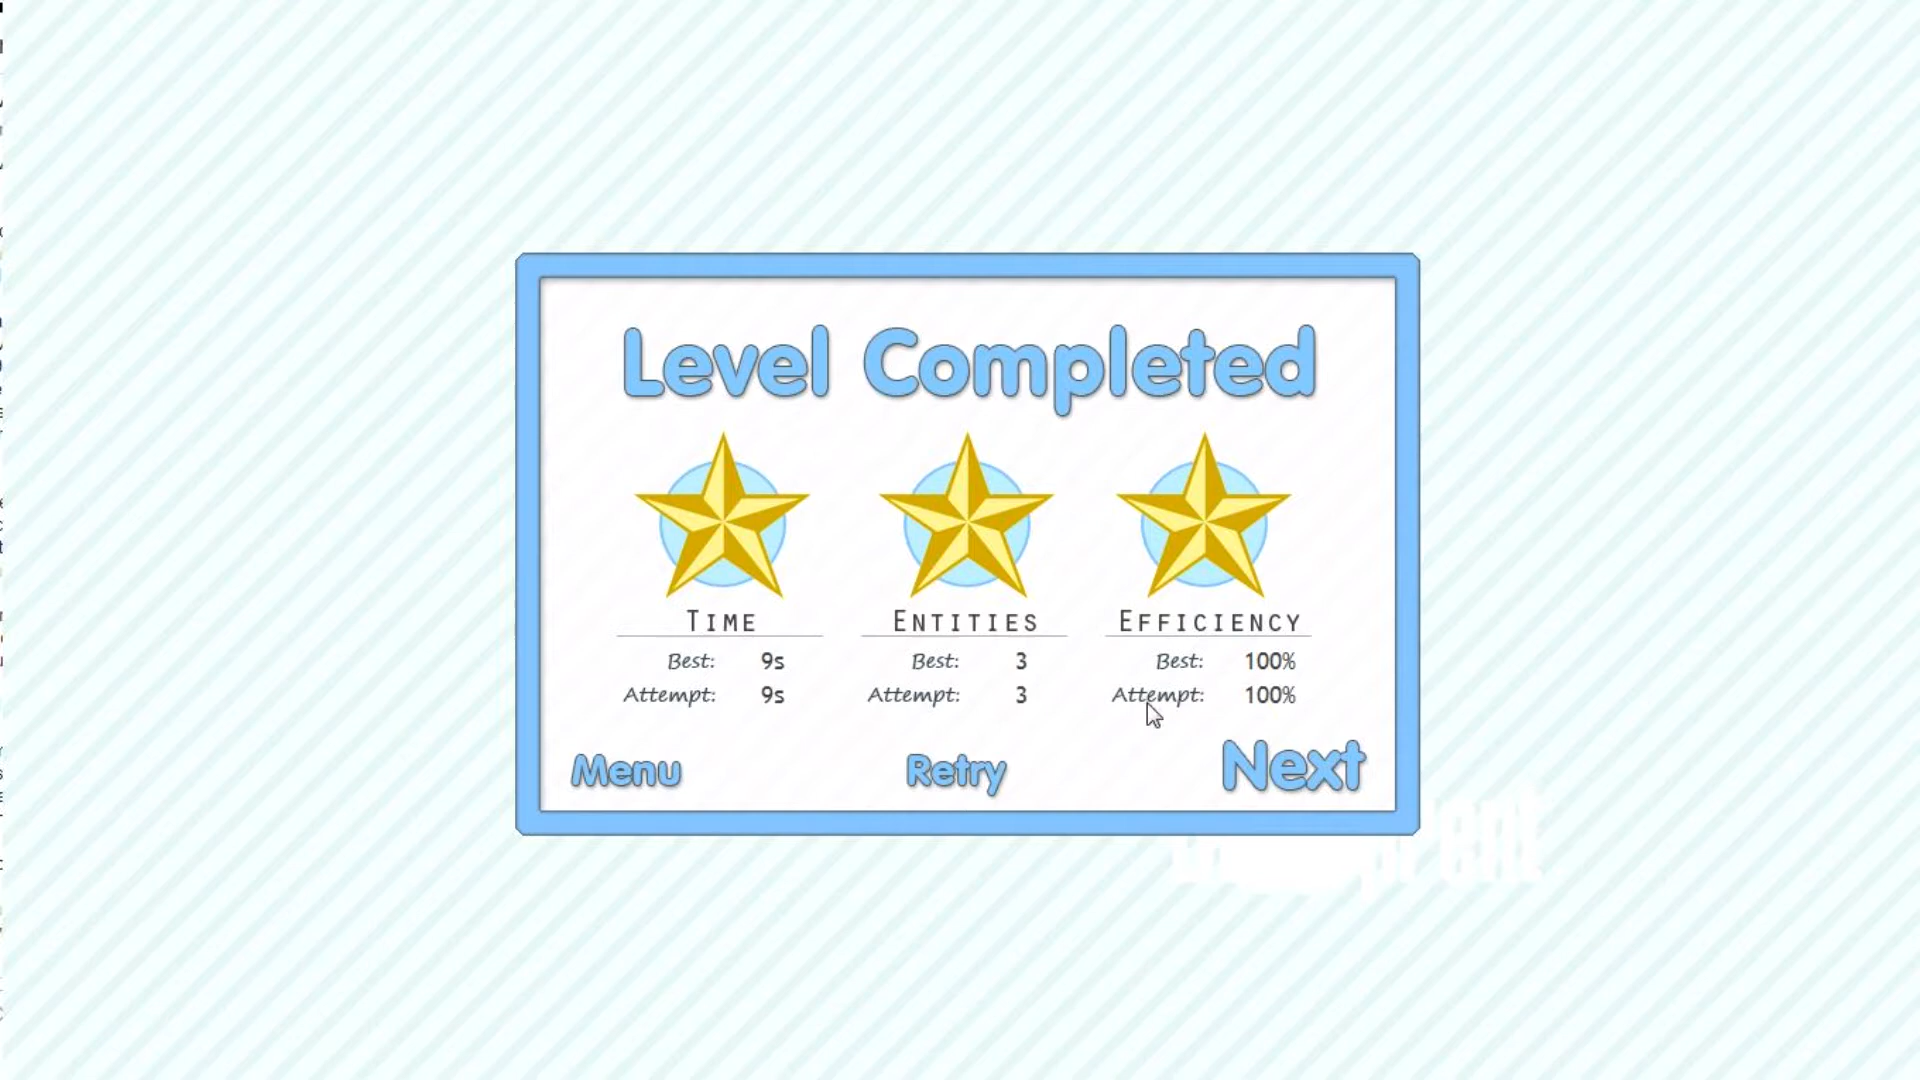 Level Completed
TIME ENTITIES EFFICIENCY
Best: 9s Best: 3 Best: 100%
Attempt: 9s Attempt: 3 Attempt: 100%
Menu Retry Next